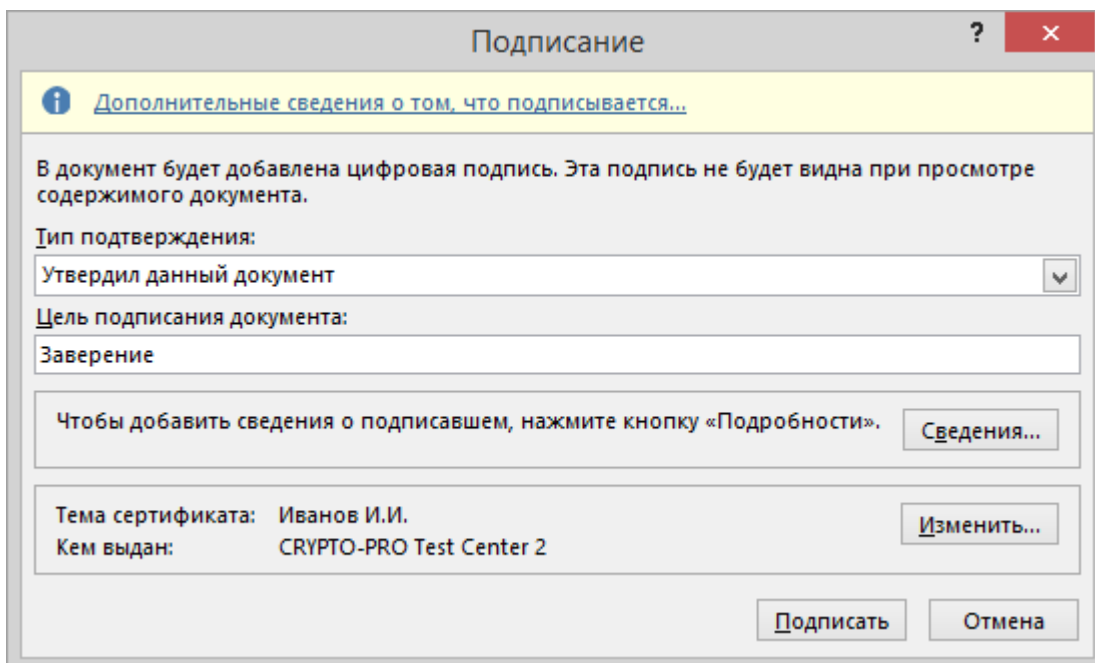 Подписание
?
Дополнительные сведения о том, что подписывается...
В документ будет добавлена цифровая подпись. Эта подпись не будет видна при просмотре
содержимого документа.
Тип подтверждения:
Утвердил данный документ
Цель подписания документа:
Заверение
Чтобы добавить сведения о подписавшем, нажмите кнопку «Подробности».
Сведения...
Тема сертификата: Иванов И.И.
Кем выдан: CRYPTO-PRO Test Center 2
Изменить...
Подписать Отмена